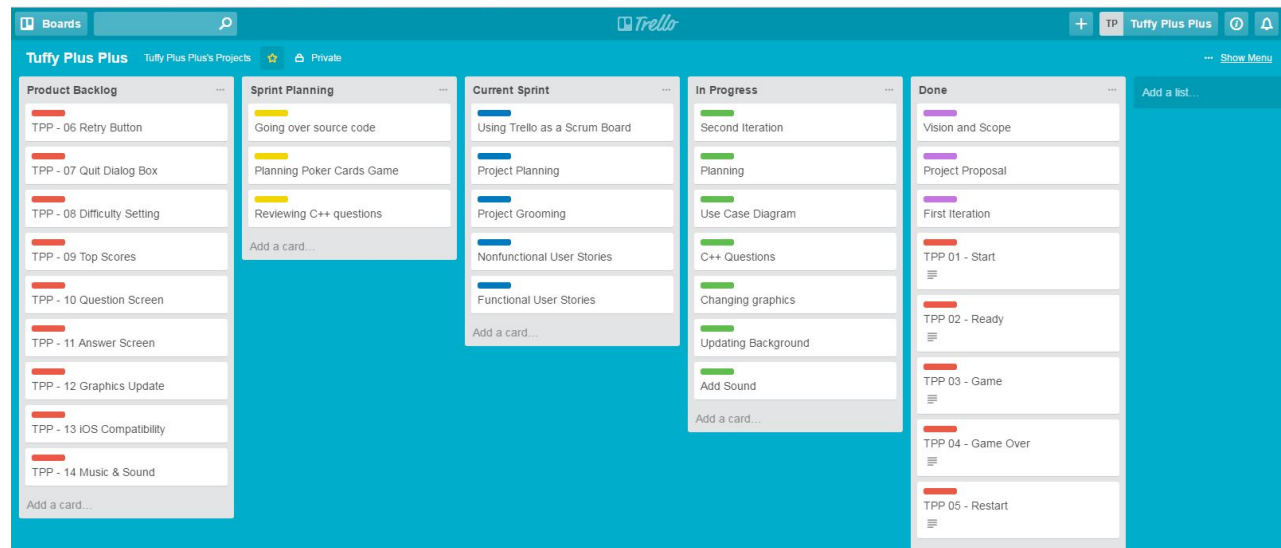 Boards
Trello
TP Tuffy Plus Plus
Tuffy Plus Plus Tuffy Plus Plus's Projects Private
... Show Menu
Product Backlog ...
TPP - 06 Retry Button
TPP - 07 Quit Dialog Box
TPP - 08 Difficulty Setting
TPP - 09 Top Scores
TPP - 10 Question Screen
TPP - 11 Answer Screen
TPP - 12 Graphics Update
TPP - 13 iOS Compatibility
TPP - 14 Music & Sound
Add a card...
Sprint Planning ...
Going over source code
Planning Poker Cards Game
Reviewing C++ questions
Add a card...
Current Sprint ...
Using Trello as a Scrum Board
Project Planning
Project Grooming
Nonfunctional User Stories
Functional User Stories
Add a card...
In Progress ...
Second Iteration
Planning
Use Case Diagram
C++ Questions
Changing graphics
Updating Background
Add Sound
Add a card...
Done ...
Vision and Scope
Project Proposal
First Iteration
TPP 01 - Start
TPP 02 - Ready
TPP 03 - Game
TPP 04 - Game Over
TPP 05 - Restart
Add a list...